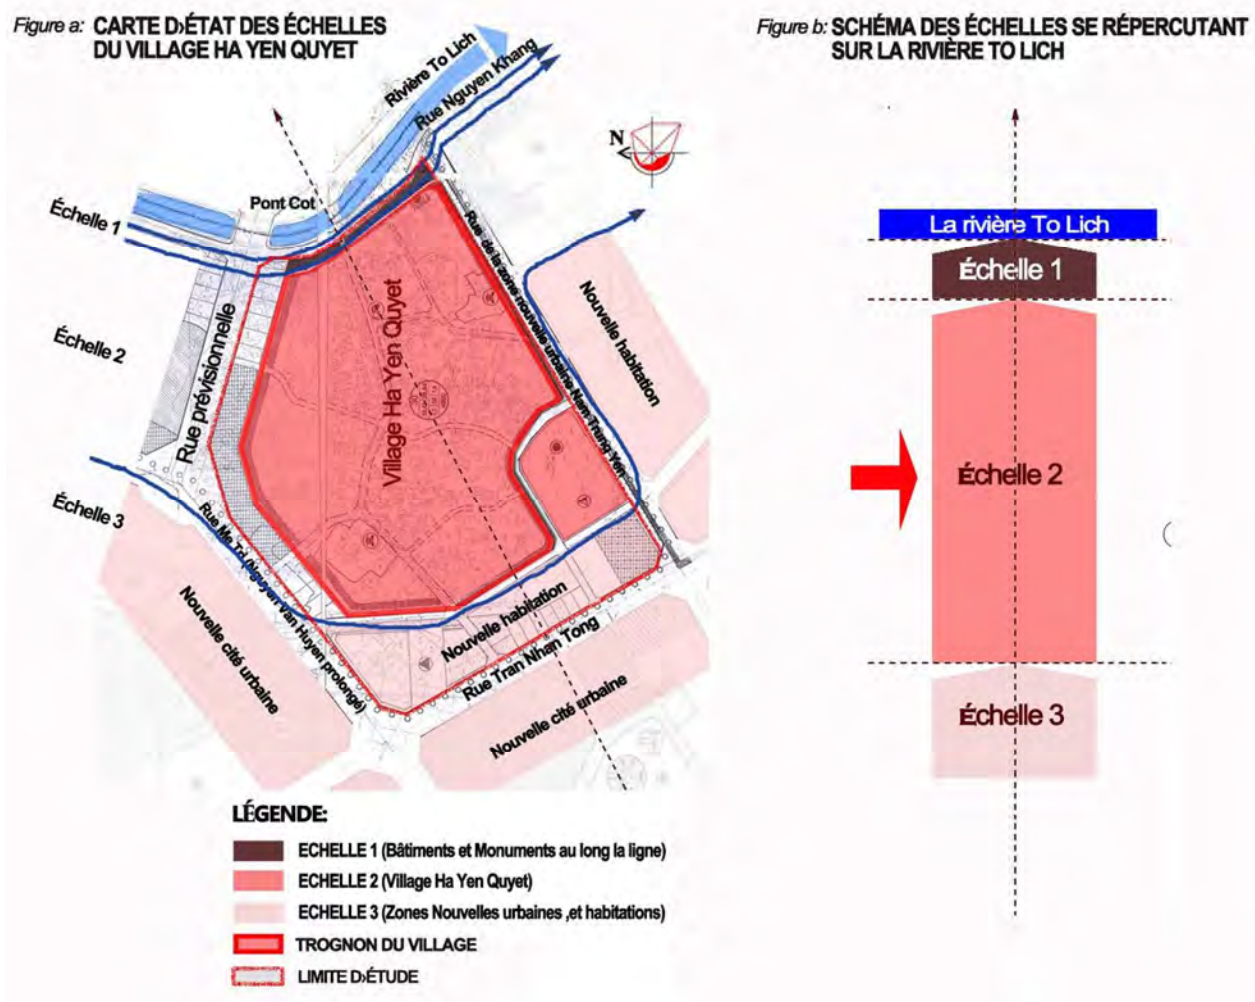 Figure a: CARTE D›ÉTAT DES ÉCHELLES
DU VILLAGE HA YEN QUYET
Figure b: SCHÉMA DES ÉCHELLES SE RÉPERCUTANT
SUR LA RIVIÈRE TO LICH
Rivière To Lich
Rue Nguyen Khang
N
Pont Cot
Échelle 1
Rue de la zone nouvelle urbaine Nam Trung Yen
Nouvelle habitation
Village Ha Yen Quyet
Échelle 2
Rue prévisionnelle
Échelle 3
Rue Me Tri (Nguyen Van Huyen prolongé)
Nouvelle cité urbaine
Nouvelle habitation
Rue Tran Nhan Tong
Nouvelle cité urbaine
La rivière To Lich
Échelle 1
Échelle 2
Échelle 3
LÉGENDE:
ECHELLE 1 (Bâtiments et Monuments au long la ligne)
ECHELLE 2 (Village Ha Yen Quyet)
ECHELLE 3 (Zones Nouvelles urbaines ,et habitations)
TROGNON DU VILLAGE
LIMITE D›ÉTUDE